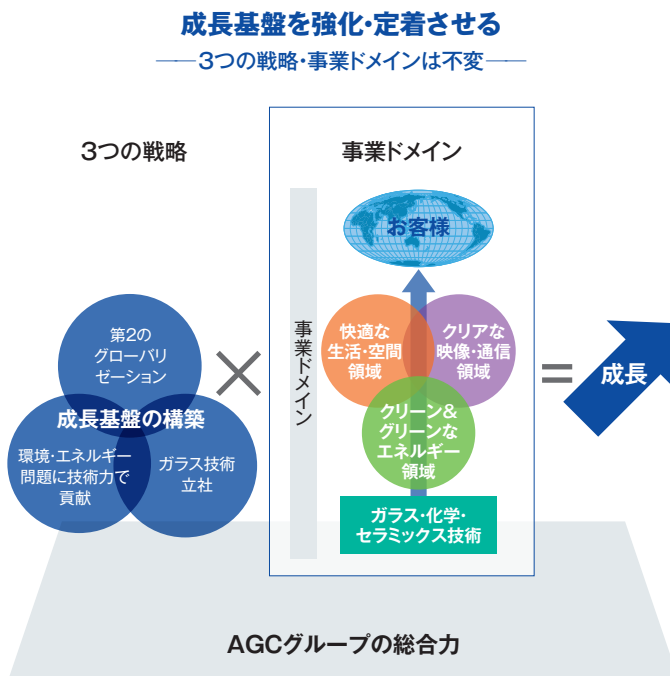 成長基盤を強化・定着させる
3つの戦略・事業ドメインは不変
3つの戦略
事業ドメイン
お客様
事業ドメイン
第2の
グローバリ
ゼーション
成長基盤の構築
環境・エネルギー
問題に技術力で
貢献
ガラス技術
立社
快適な
生活・空間
領域
クリアな
映像・通信
領域
クリーン&
グリーンな
エネルギー
領域
ガラス・化学・
セラミックス技術
×
=
成長
AGCグループの総合力